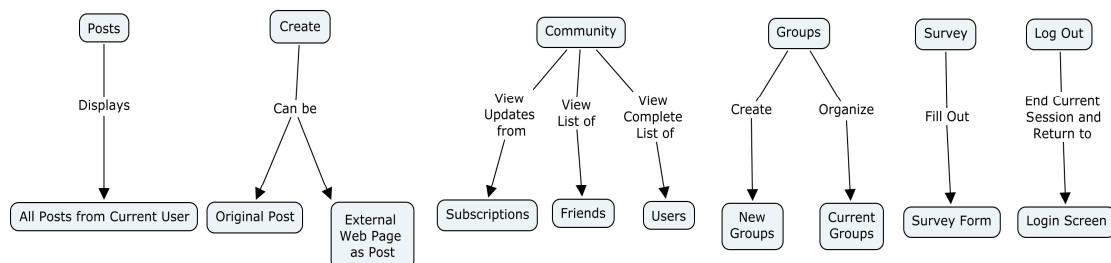 Posts
Create
Community
Groups
Survey
Log Out
Displays
Can be
View
Updates
from
View
List of
View
Complete
List of
Create
Organize
Fill Out
End Current
Session and
Return to
All Posts from Current User
Original Post
External
Web Page
as Post
Subscriptions
Friends
Users
New
Groups
Current
Groups
Survey Form
Login Screen